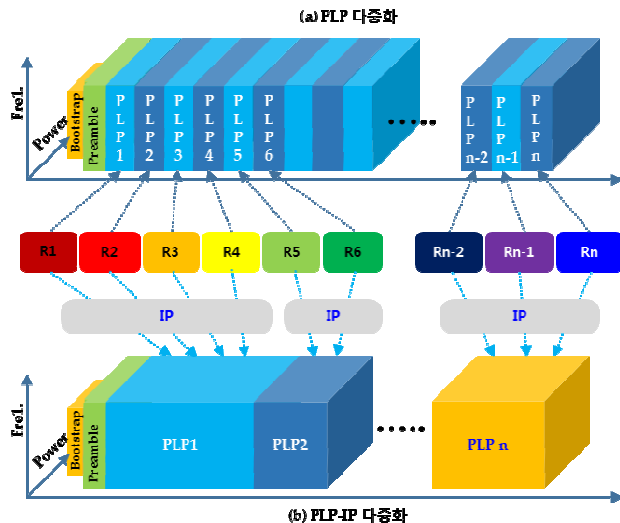 (a) PLP 다중화
Fre1.
Power
Bootstrap
Preamble
PLP1
PLP2
PLP3
PLP4
PLP5
PLP6
PLPn-2
PLPn-1
PLPn
R1
R2
R3
R4
R5
R6
Rn-2
Rn-1
Rn
IP
IP
IP
Fre1.
Power
Bootstrap
Preamble
PLP1
PLP2
PLP n
(b) PLP-IP 다중화